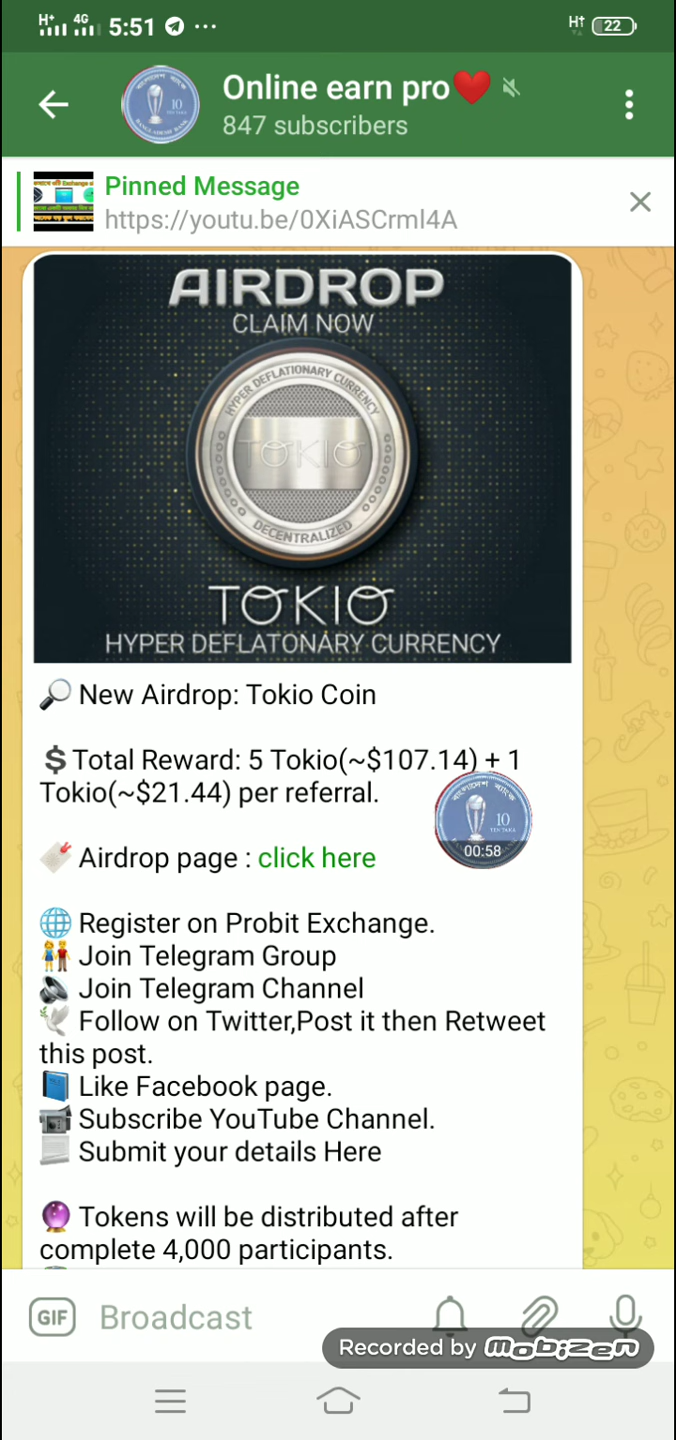 H+ 4G 5:51 ... H↑ 22
Online earn pro❤️
847 subscribers
Pinned Message
https://youtu.be/0XiASCrml4A
AIRDROP
CLAIM NOW
HYPER DEFLATIONARY CURRENCY
TOKIO
DECENTRALIZED
TOKIO
HYPER DEFLATONARY CURRENCY
🔎 New Airdrop: Tokio Coin
💲Total Reward: 5 Tokio(~$107.14) + 1
Tokio(~$21.44) per referral.
10
TEN TAKA
00:58
Airdrop page : click here
🌐 Register on Probit Exchange.
👫 Join Telegram Group
🔊 Join Telegram Channel
🕊 Follow on Twitter,Post it then Retweet
this post.
📘 Like Facebook page.
📹 Subscribe YouTube Channel.
📃 Submit your details Here
🔮 Tokens will be distributed after
complete 4,000 participants.
GIF Broadcast
Recorded by mobizen